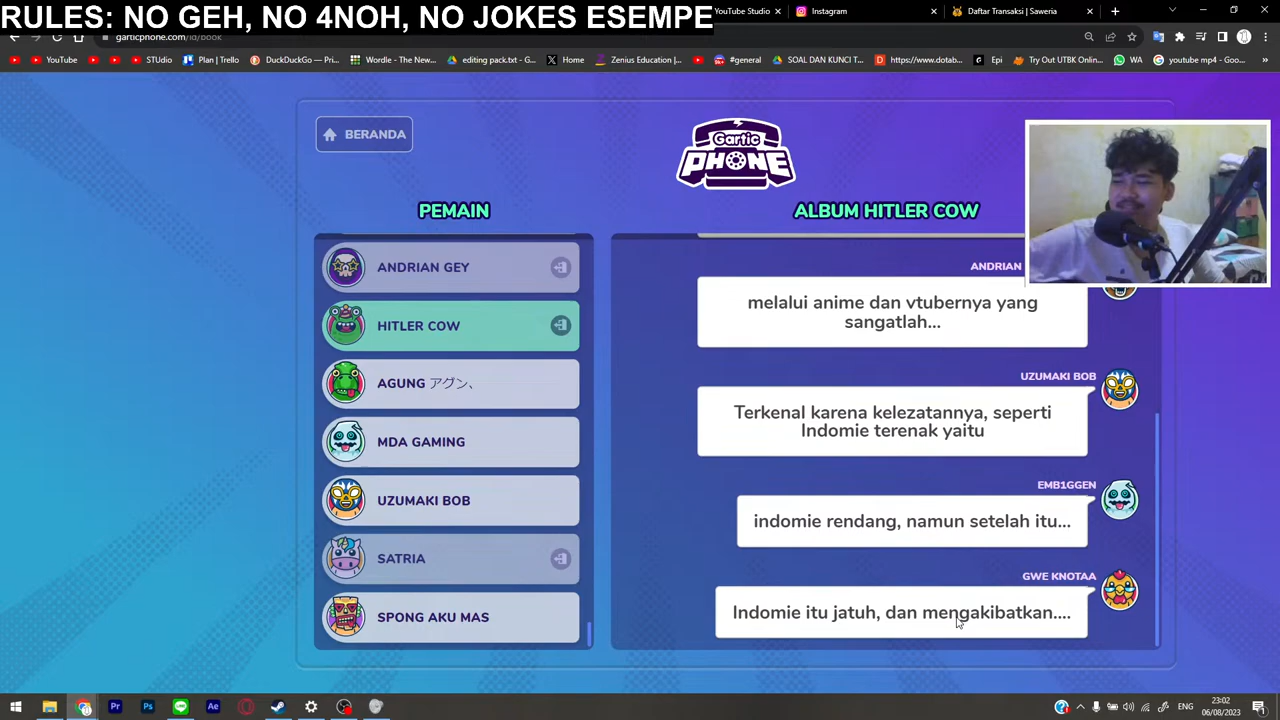 RULES: NO GEH, NO 4NOH, NO JOKES ESEMPE
YouTube Studio
Instagram
Daftar Transaksi | Saweria
garticphone.com/id/book
YouTube
STUdio
Plan | Trello
DuckDuckGo — Pri...
Wordle - The New...
editing pack.txt - G...
Home
Zenius Education |...
#general
SOAL DAN KUNCI T...
https://www.dotab...
Epi
Try Out UTBK Onlin...
WA
youtube mp4 - Goo...
BERANDA
Gartic
PHONE
PEMAIN
ANDRIAN GEY
HITLER COW
AGUNG アグン、
MDA GAMING
UZUMAKI BOB
SATRIA
SPONG AKU MAS
ALBUM HITLER COW
ANDRIAN
melalui anime dan vtubernya yang
sangatlah...
UZUMAKI BOB
Terkenal karena kelezatannya, seperti
Indomie terenak yaitu
EMB1GGEN
indomie rendang, namun setelah itu...
GWE KNOTAA
Indomie itu jatuh, dan mengakibatkan....
ENG
23:02
06/08/2023